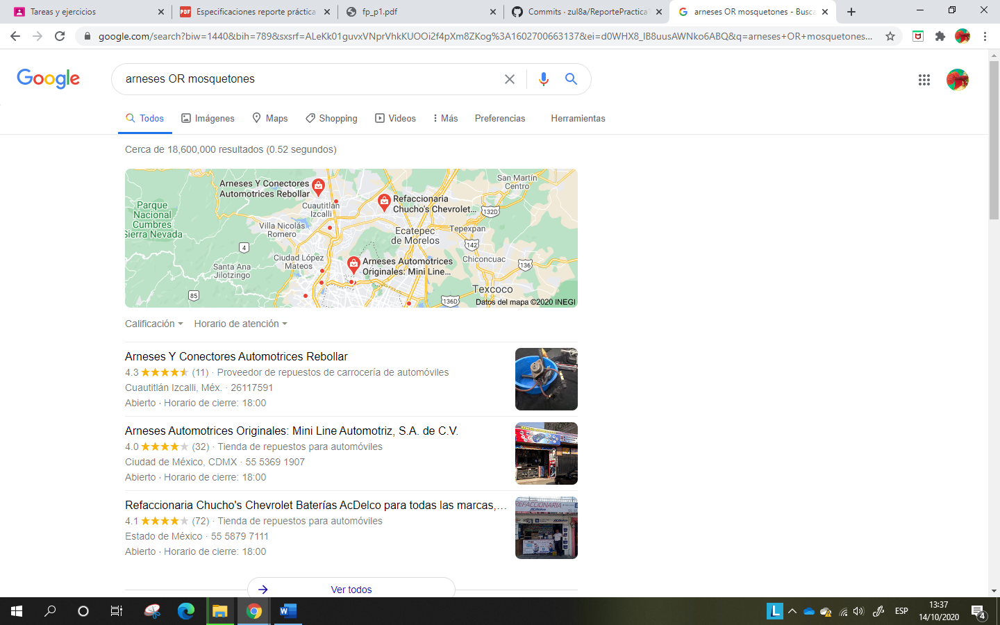 Tareas y ejercicios
Especificaciones reporte práctica
fp_p1.pdf
Commits · zul8a/ReportePractica
arneses OR mosquetones - Busca
google.com/search?biw=1440&bih=789&sxsrf=ALeKk01guvxVNprVhkKUOOi2f4pXm8ZKog%3A1602700663137&ei=d0WHX8_IB8uusAWNko6ABQ&q=arneses+OR+mosquetones...
Google
arneses OR mosquetones
Todos
Imágenes
Maps
Shopping
Videos
Más
Preferencias
Herramientas
Cerca de 18,600,000 resultados (0.52 segundos)
Arneses Y Conectores
Automotrices Rebollar
San Martín
Centro
Refaccionaria
Chucho's Chevrolet...
Parque
Nacional
Cumbres
Sierra Nevada
Cuautitlán
Izcalli
132D
Villa Nicolás
Romero
Ecatepec
de Morelos
Tepexpan
4
142
Ciudad López
Mateos
Arneses Automotrices
Originales: Mini Line...
Chiconcuac
136
Santa Ana
Jilotzingo
Texcoco
85
136D
Datos del mapa ©2020 INEGI
Calificación
Horario de atención
Arneses Y Conectores Automotrices Rebollar
4.3 (11) · Proveedor de repuestos de carrocería de automóviles
Cuautitlán Izcalli, Méx. · 26117591
Abierto · Horario de cierre: 18:00
Arneses Automotrices Originales: Mini Line Automotriz, S.A. de C.V.
4.0 (32) · Tienda de repuestos para automóviles
Ciudad de México, CDMX · 55 5369 1907
Abierto · Horario de cierre: 18:00
Refaccionaria Chucho's Chevrolet Baterías AcDelco para todas las marcas,...
4.1 (72) · Tienda de repuestos para automóviles
Estado de México · 55 5879 7111
Abierto · Horario de cierre: 18:00
REFACCIONARIA
ACDelco
Ver todos
ESP
13:37
14/10/2020
4